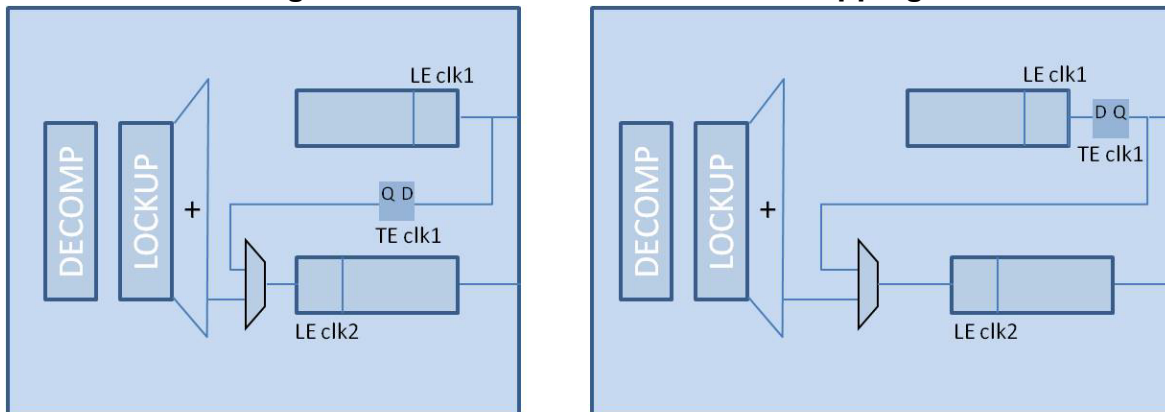 LE clk1
DECOMP
LOCKUP
+
Q D
TE clk1
LE clk2
LE clk1
DECOMP
LOCKUP
+
D Q
TE clk1
LE clk2